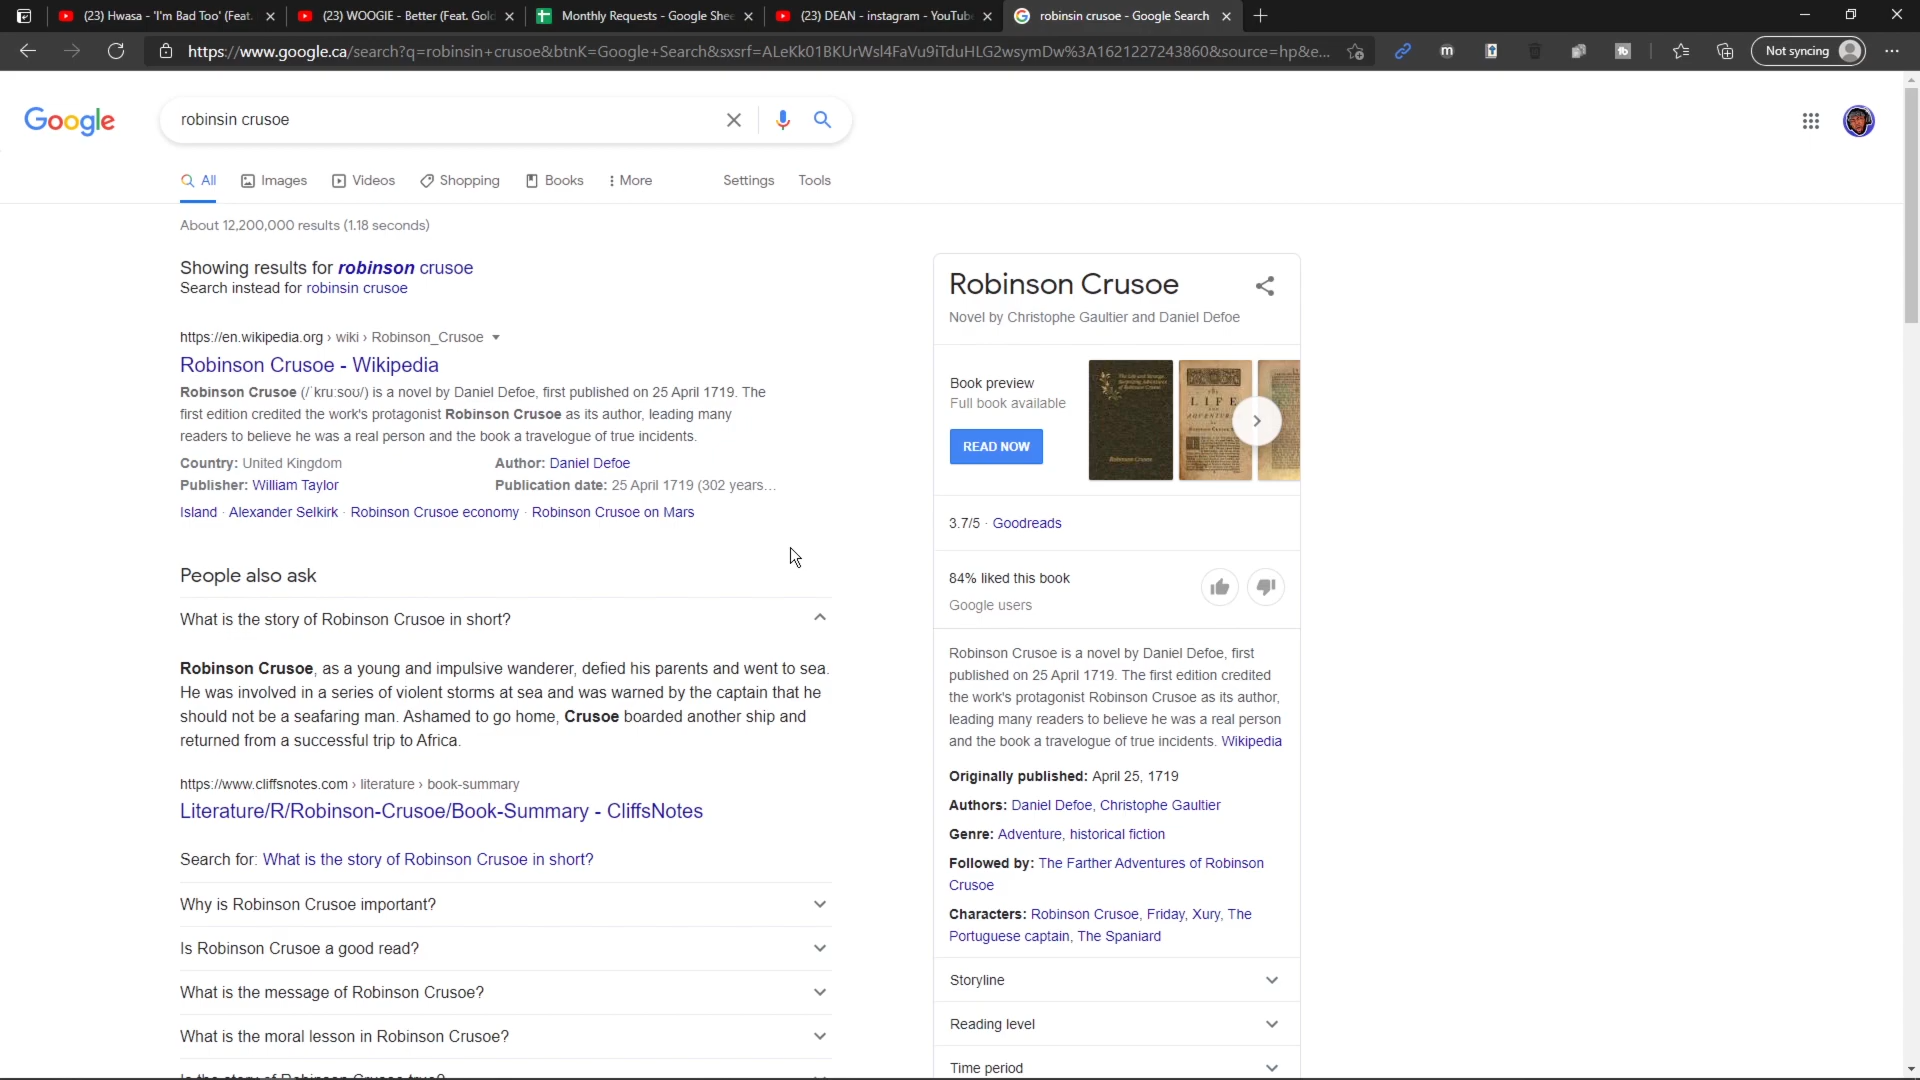 (23) Hwasa - 'I'm Bad Too' (Feat.
(23) WOOGIE - Better (Feat. Gold
Monthly Requests - Google Shee
(23) DEAN - instagram - YouTube
robinsin crusoe - Google Search
https://www.google.ca/search?q=robinsin+crusoe&btnK=Google+Search&sxsrf=ALeKk01BKUrWsl4FaVu9iTduHLG2wsymDw%3A1621227243860&source=hp&e...
m
Not syncing
Google
robinsin crusoe
All
Images
Videos
Shopping
Books
More
Settings
Tools
About 12,200,000 results (1.18 seconds)
Showing results for robinson crusoe
Search instead for robinsin crusoe
https://en.wikipedia.org › wiki › Robinson_Crusoe
Robinson Crusoe - Wikipedia
Robinson Crusoe (/ˈkruːsoʊ/) is a novel by Daniel Defoe, first published on 25 April 1719. The
first edition credited the work's protagonist Robinson Crusoe as its author, leading many
readers to believe he was a real person and the book a travelogue of true incidents.
Country: United Kingdom
Author: Daniel Defoe
Publisher: William Taylor
Publication date: 25 April 1719 (302 years...
Island · Alexander Selkirk · Robinson Crusoe economy · Robinson Crusoe on Mars
People also ask
What is the story of Robinson Crusoe in short?
Robinson Crusoe, as a young and impulsive wanderer, defied his parents and went to sea.
He was involved in a series of violent storms at sea and was warned by the captain that he
should not be a seafaring man. Ashamed to go home, Crusoe boarded another ship and
returned from a successful trip to Africa.
https://www.cliffsnotes.com › literature › book-summary
Literature/R/Robinson-Crusoe/Book-Summary - CliffsNotes
Search for: What is the story of Robinson Crusoe in short?
Why is Robinson Crusoe important?
Is Robinson Crusoe a good read?
What is the message of Robinson Crusoe?
What is the moral lesson in Robinson Crusoe?
Is the story of Robinson Crusoe true?
Robinson Crusoe
Novel by Christophe Gaultier and Daniel Defoe
Book preview
Full book available
READ NOW
Robinson Crusoe
LIFE
3.7/5 · Goodreads
84% liked this book
Google users
Robinson Crusoe is a novel by Daniel Defoe, first
published on 25 April 1719. The first edition credited
the work's protagonist Robinson Crusoe as its author,
leading many readers to believe he was a real person
and the book a travelogue of true incidents. Wikipedia
Originally published: April 25, 1719
Authors: Daniel Defoe, Christophe Gaultier
Genre: Adventure, historical fiction
Followed by: The Farther Adventures of Robinson
Crusoe
Characters: Robinson Crusoe, Friday, Xury, The
Portuguese captain, The Spaniard
Storyline
Reading level
Time period